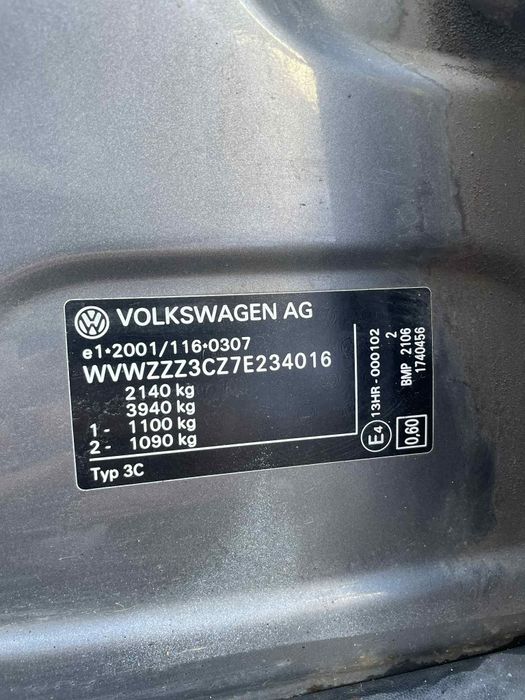 VOLKSWAGEN AG
e1*2001/116*0307
WVWZZZ3CZ7E234016
2140 kg
3940 kg
1 - 1100 kg
2 - 1090 kg
Typ 3C
E4 13HR-000102
2
BMP 2106
1740456
0,60